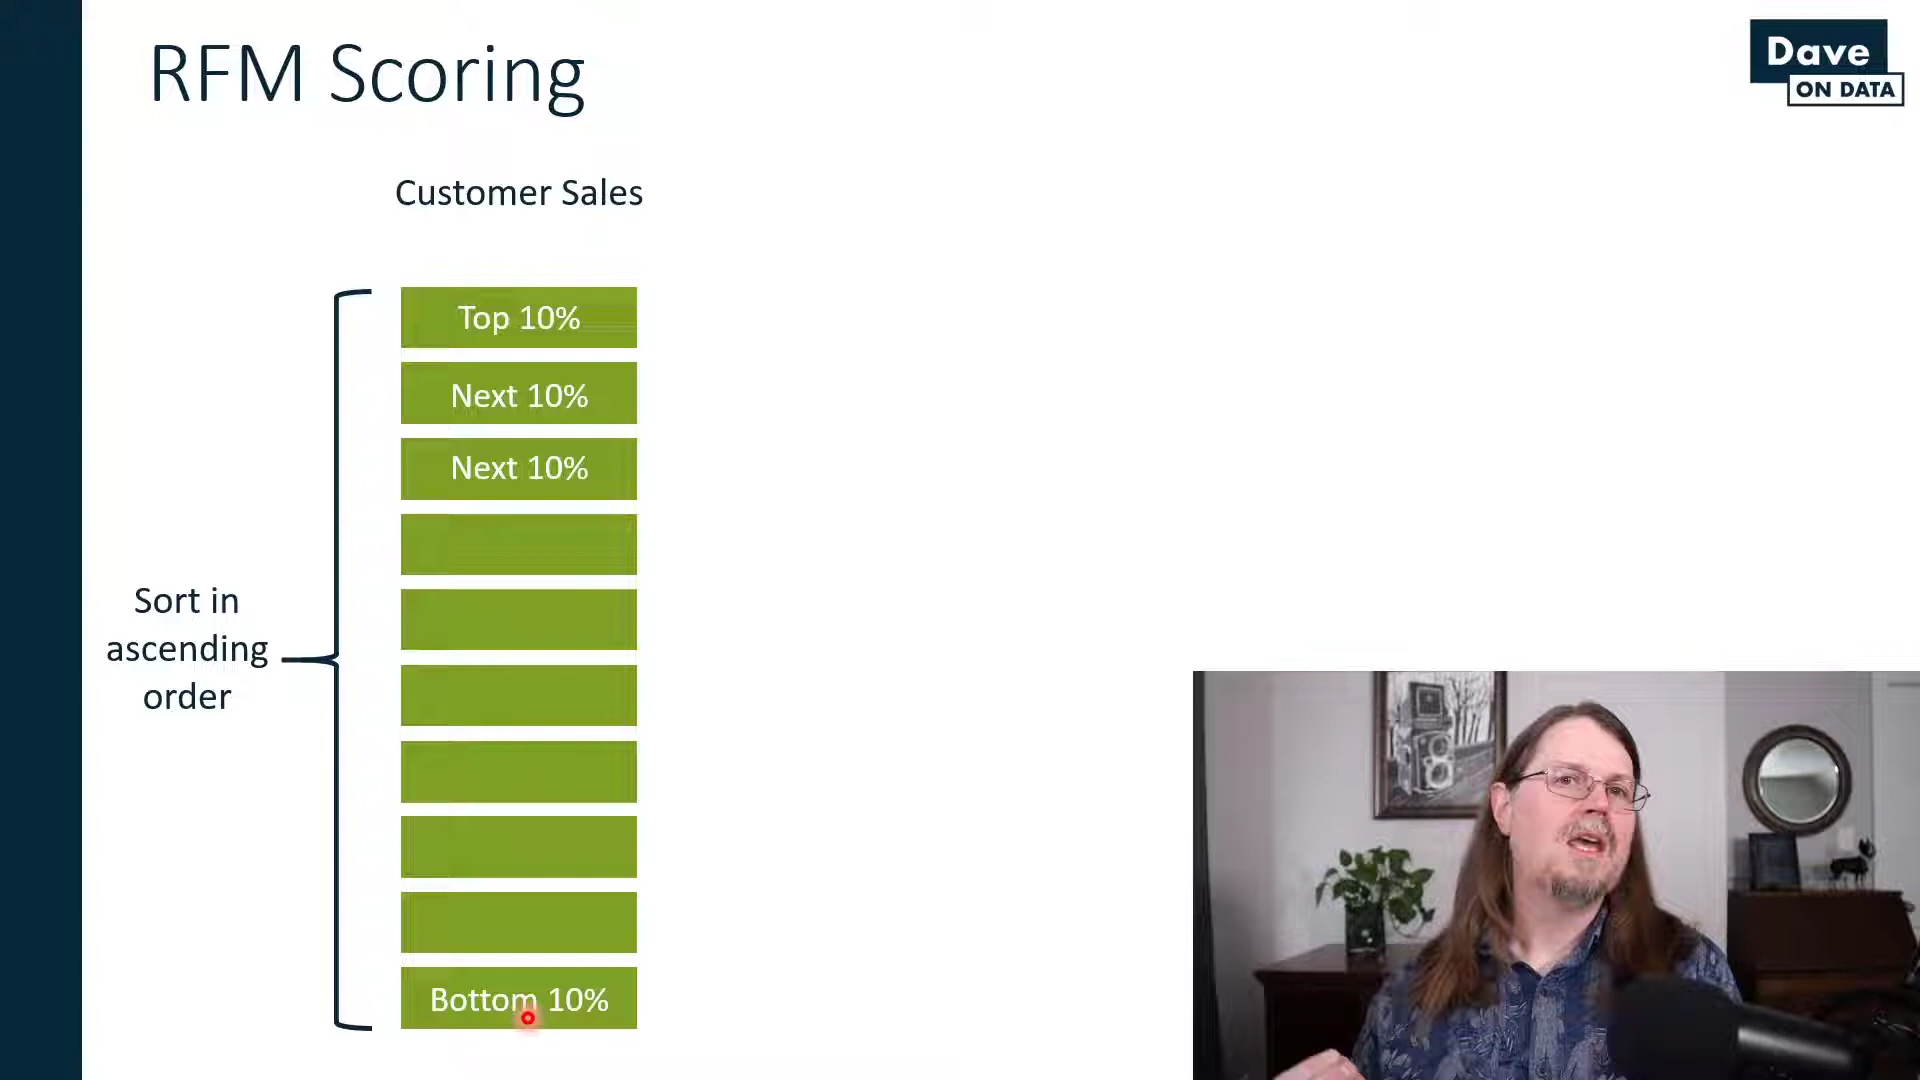 RFM Scoring
Dave
ON DATA
Customer Sales
Top 10%
Next 10%
Next 10%
Sort in
ascending
order
Bottom 10%